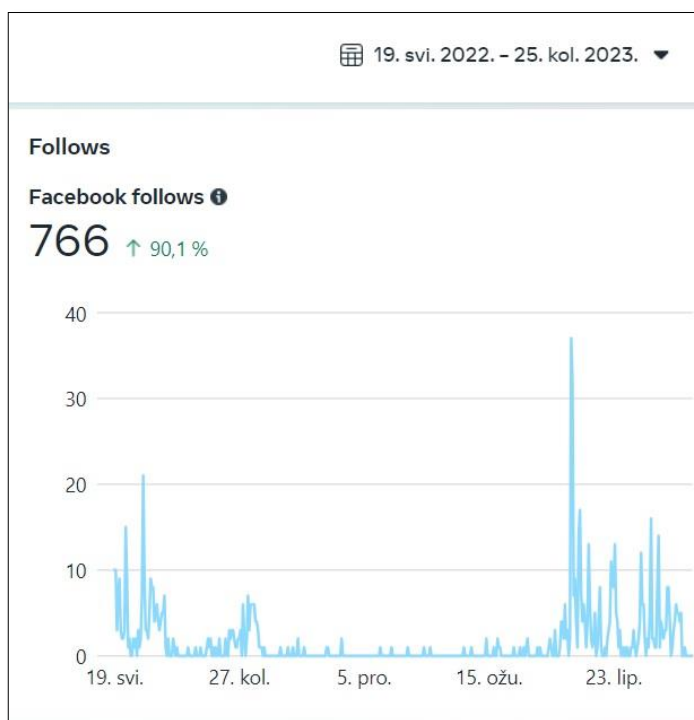 19. svi. 2022. – 25. kol. 2023.
Follows
Facebook follows
766 ↑ 90,1 %
40
30
20
10
0
19. svi. 27. kol. 5. pro. 15. ožu. 23. lip.